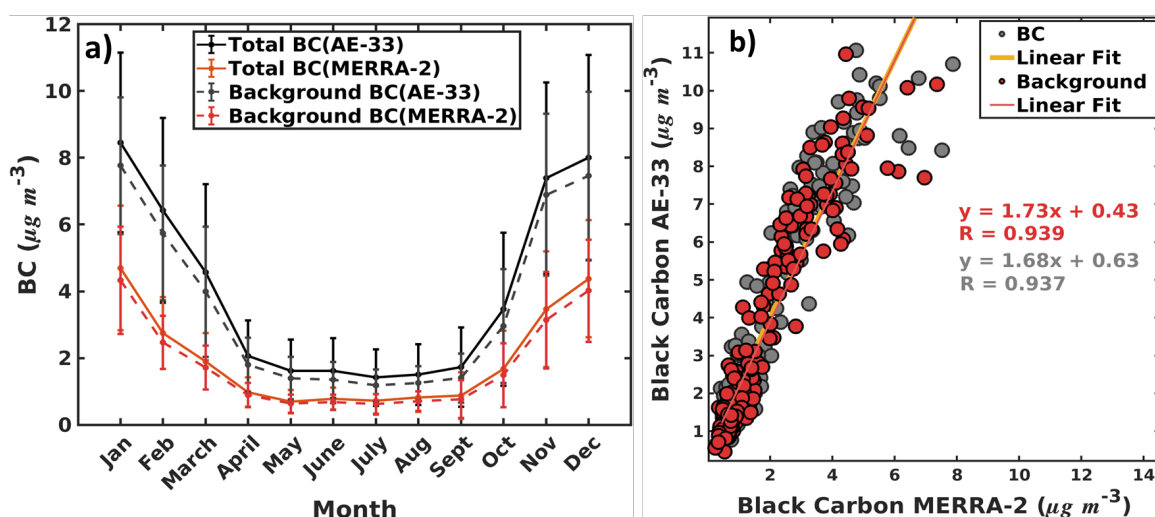 a)
12
10
8
6
4
2
0
BC (μg m⁻³)
Total BC(AE-33)
Total BC(MERRA-2)
Background BC(AE-33)
Background BC(MERRA-2)
Jan
Feb
March
April
May
June
July
Aug
Sept
Oct
Nov
Dec
Month
b)
11
10
9
8
7
6
5
4
3
2
1
Black Carbon AE-33 (μg m⁻³)
BC
Linear Fit
Background
Linear Fit
y = 1.73x + 0.43
R = 0.939
y = 1.68x + 0.63
R = 0.937
2 4 6 8 10 12 14
Black Carbon MERRA-2 (μg m⁻³)